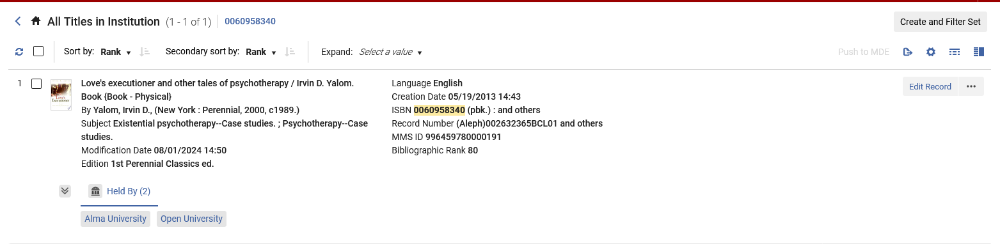 All Titles in Institution (1 - 1 of 1) 0060958340 Create and Filter Set
Sort by: Rank Secondary sort by: Rank Expand: Select a value Push to MDE
1
Love's executioner and other tales of psychotherapy / Irvin D. Yalom.
Book {Book - Physical}
By Yalom, Irvin D., (New York : Perennial, 2000, c1989.)
Subject Existential psychotherapy--Case studies. ; Psychotherapy--Case
studies.
Modification Date 08/01/2024 14:50
Edition 1st Perennial Classics ed.
Language English
Creation Date 05/19/2013 14:43
ISBN 0060958340 (pbk.) : and others
Record Number (Aleph)002632365BCL01 and others
MMS ID 996459780000191
Bibliographic Rank 80
Edit Record
Held By (2)
Alma University Open University